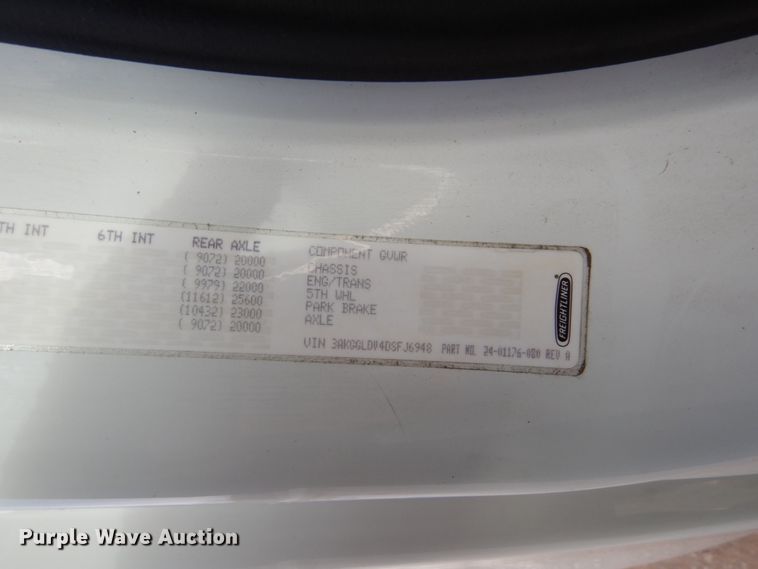 TH INT 6TH INT REAR AXLE COMPONENT GVWR
( 9072) 20000 CHASSIS
( 9072) 20000 ENG/TRANS
( 9979) 22000 5TH WHL
(11612) 25600 PARK BRAKE
(10432) 23000 AXLE
( 9072) 20000
VIN 3AKGGLDV4DSFJ6948 PART NO. 24-01176-080 REV A
FREIGHTLINER
Purple Wave Auction